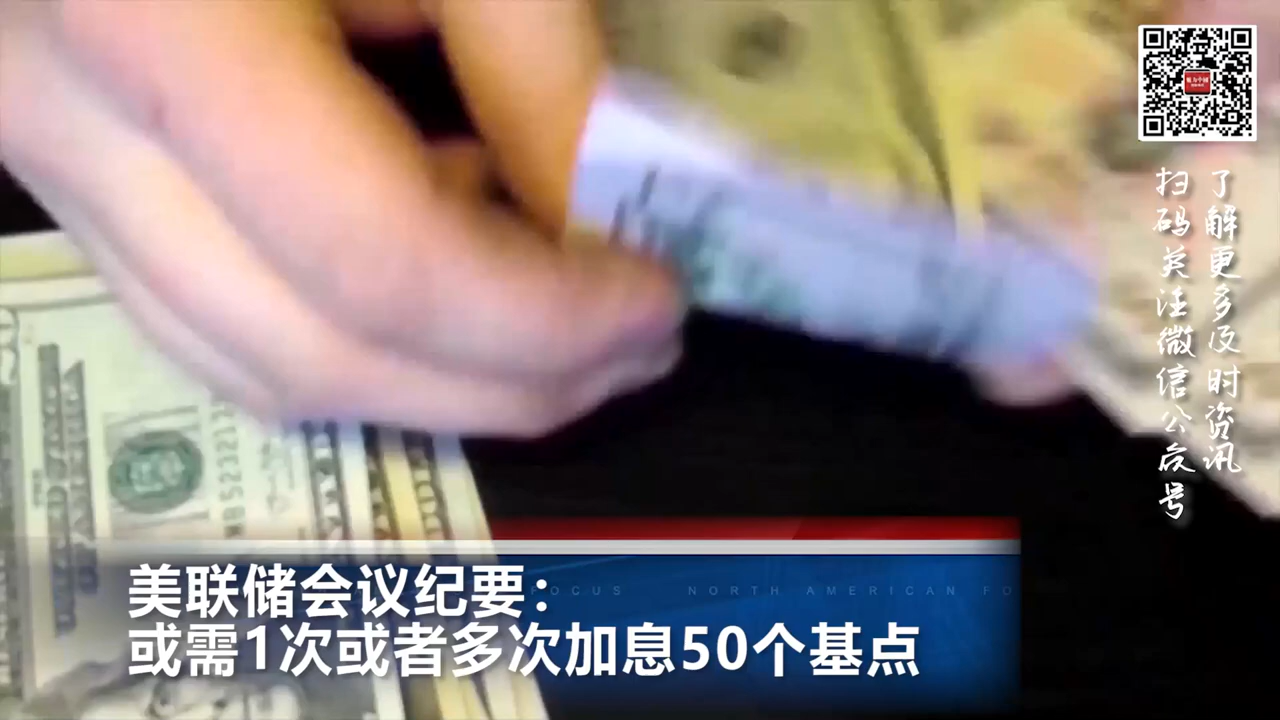 了解更多及时资讯
扫码关注微信公众号
美联储会议纪要：
FOCUS NORTH AMERICAN FO
或需1次或者多次加息50个基点